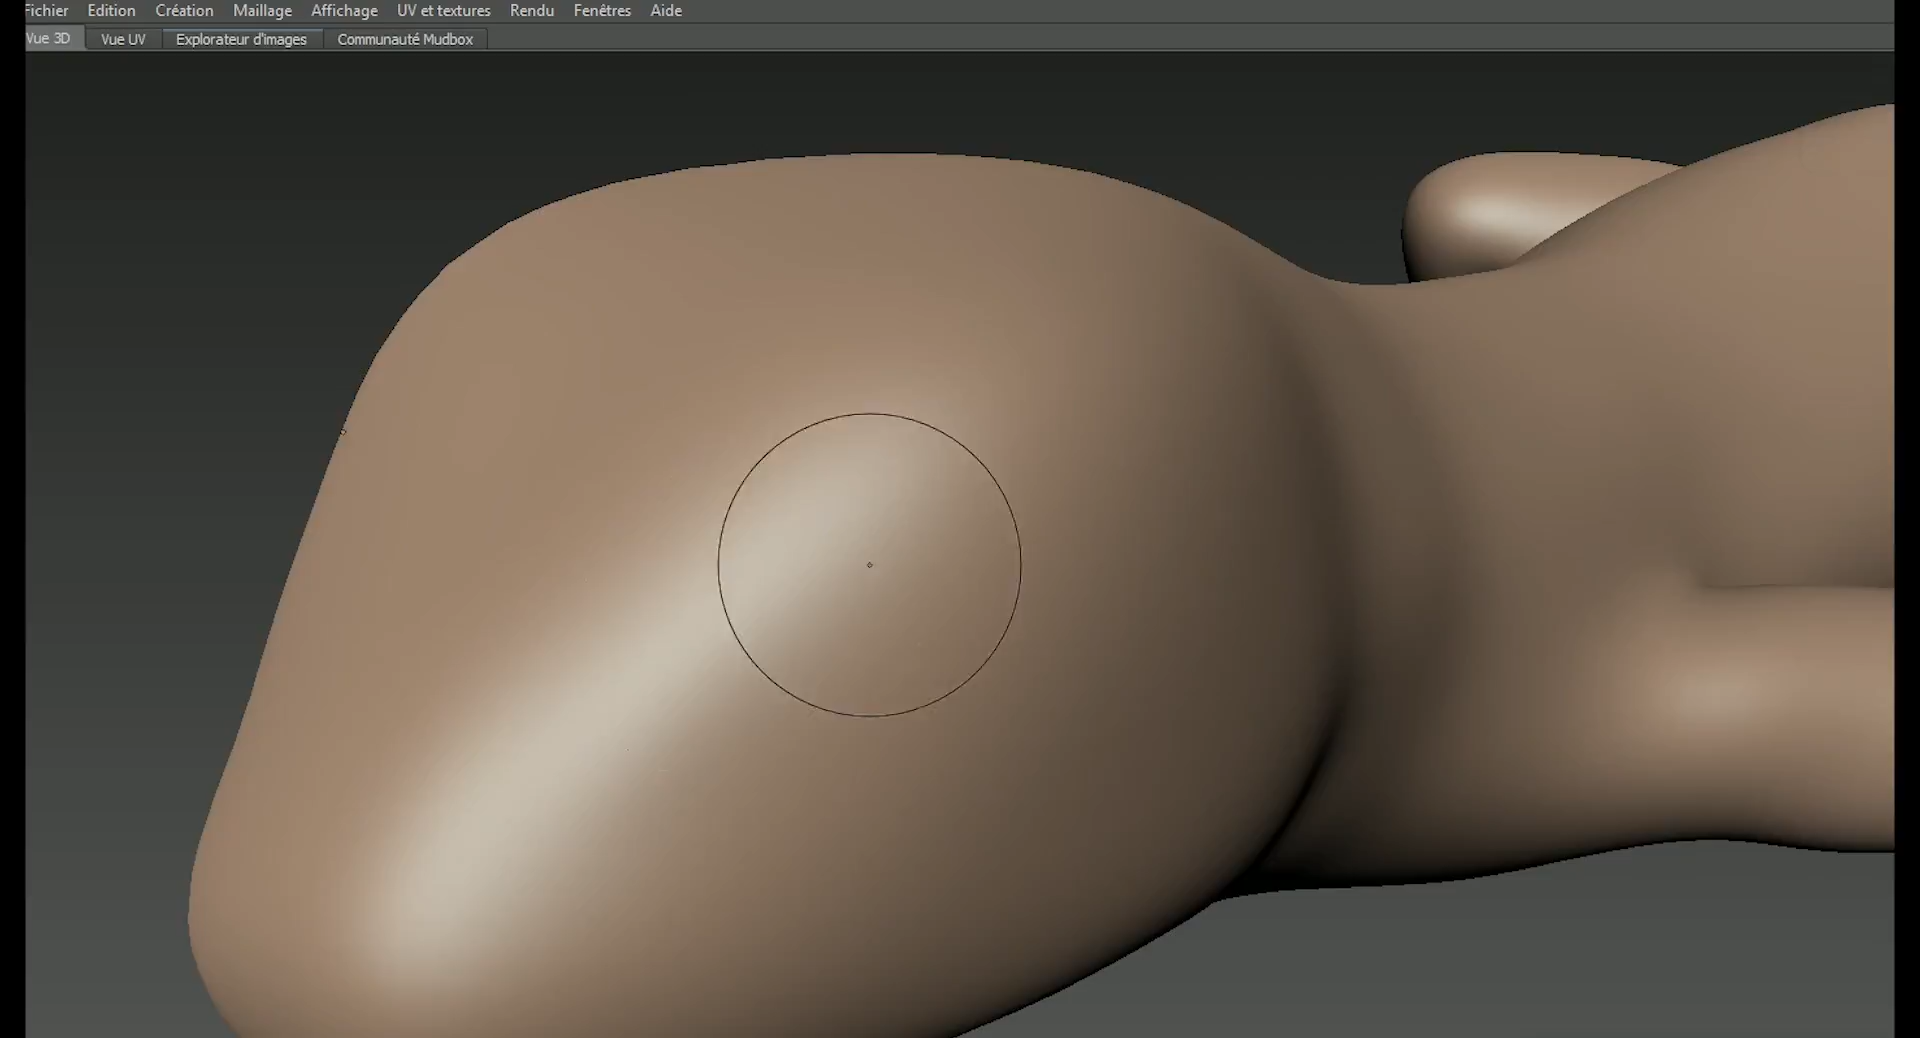 Fichier Edition Création Maillage Affichage UV et textures Rendu Fenêtres Aide
Vue 3D Vue UV Explorateur d'images Communauté Mudbox